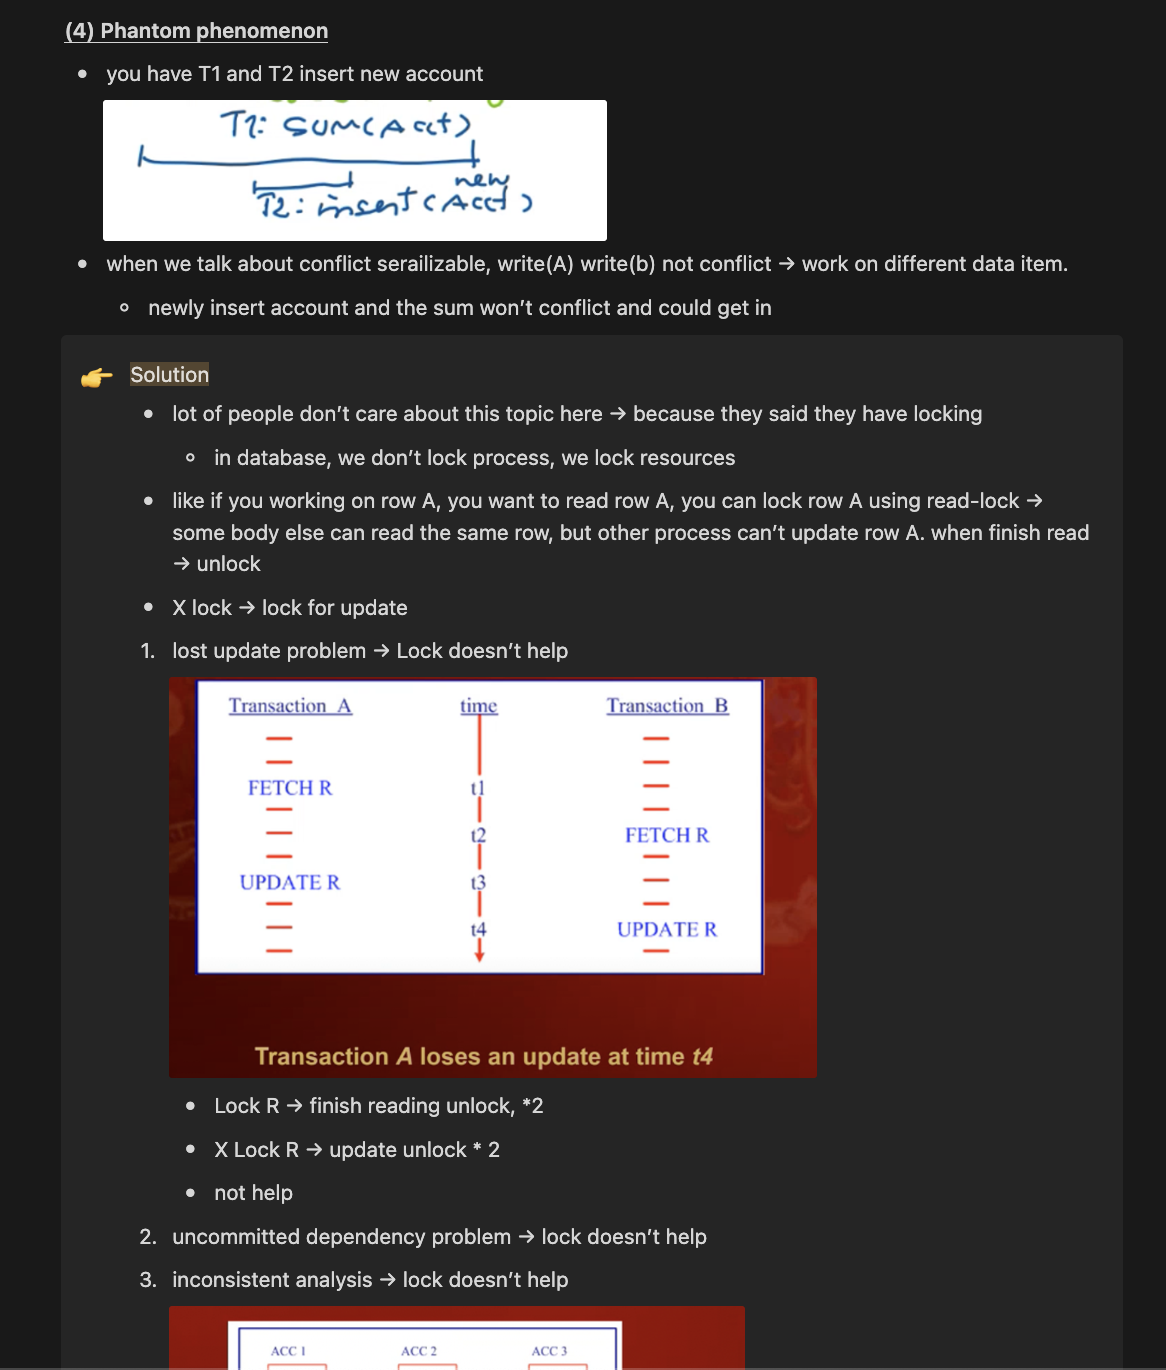 (4) Phantom phenomenon
• you have T1 and T2 insert new account
T1: SUM(Acct)
new
T2: insert(Acct)
• when we talk about conflict serailizable, write(A) write(b) not conflict → work on different data item.
◦ newly insert account and the sum won't conflict and could get in
👉 Solution
• lot of people don't care about this topic here → because they said they have locking
◦ in database, we don't lock process, we lock resources
• like if you working on row A, you want to read row A, you can lock row A using read-lock →
some body else can read the same row, but other process can't update row A. when finish read
→ unlock
• X lock → lock for update
1. lost update problem → Lock doesn't help
Transaction A time Transaction B
FETCH R t1
t2 FETCH R
UPDATE R t3
t4 UPDATE R
Transaction A loses an update at time t4
• Lock R → finish reading unlock, *2
• X Lock R → update unlock * 2
• not help
2. uncommitted dependency problem → lock doesn't help
3. inconsistent analysis → lock doesn't help
ACC 1 ACC 2 ACC 3